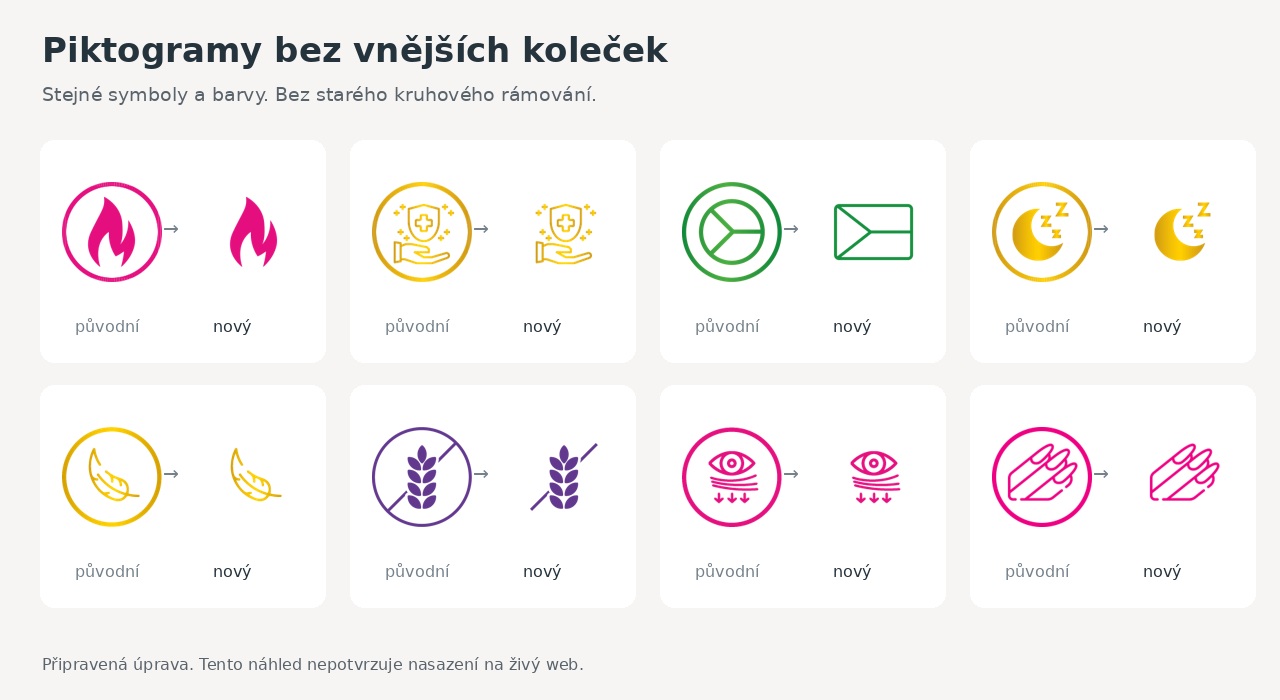 Piktogramy bez vnějších koleček
Stejné symboly a barvy. Bez starého kruhového rámování.
→ → → →
původní nový původní nový původní nový původní nový
→ → → →
původní nový původní nový původní nový původní nový
Připravená úprava. Tento náhled nepotvrzuje nasazení na živý web.